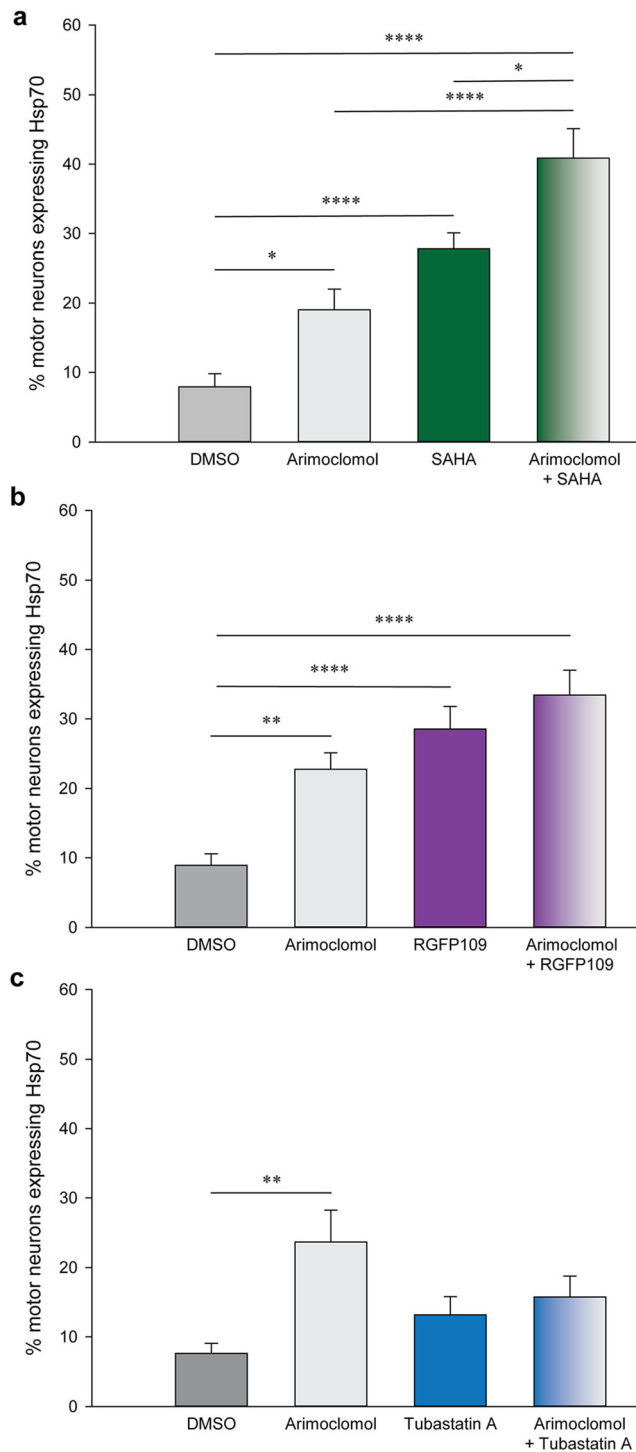 a
% motor neurons expressing Hsp70
60
50
40
30
20
10
0
****
*
****
****
*
DMSO
Arimoclomol
SAHA
Arimoclomol
+ SAHA
b
% motor neurons expressing Hsp70
60
50
40
30
20
10
0
****
****
**
DMSO
Arimoclomol
RGFP109
Arimoclomol
+ RGFP109
c
% motor neurons expressing Hsp70
60
50
40
30
20
10
0
**
DMSO
Arimoclomol
Tubastatin A
Arimoclomol
+ Tubastatin A